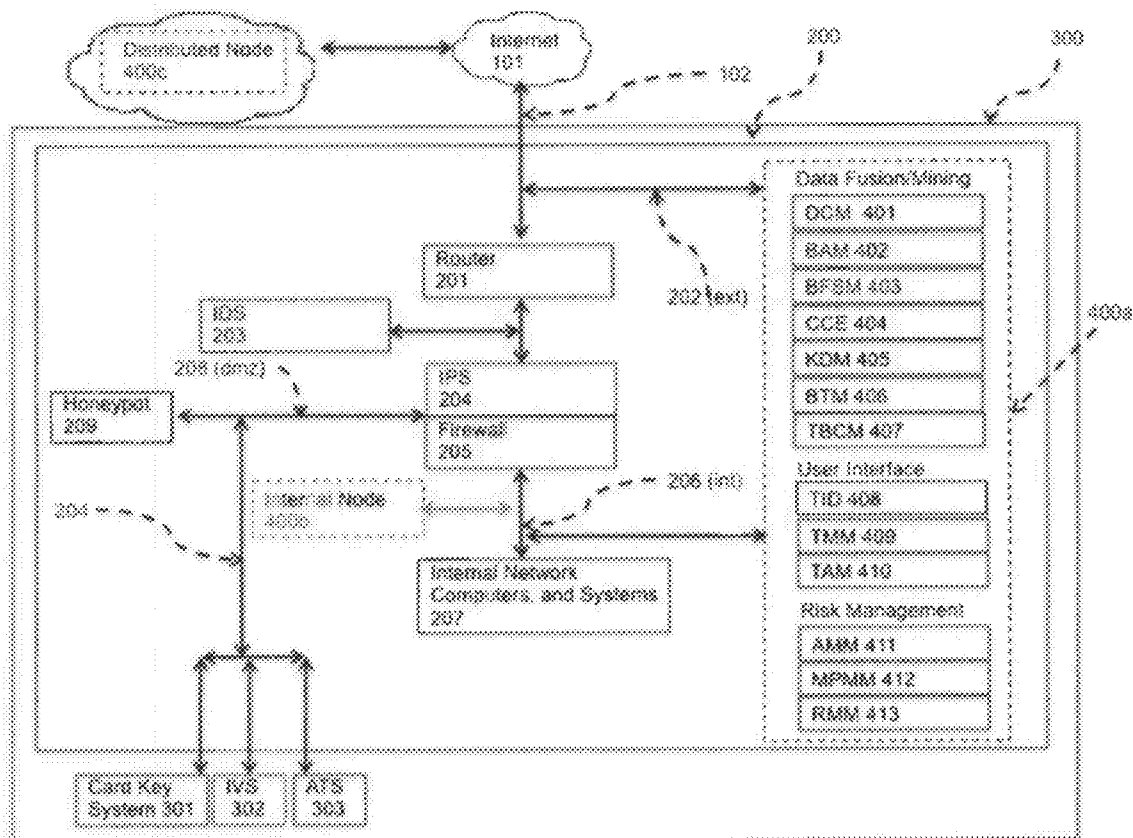 Distributed Node
400c
Internet
101
200
300
102
Data Fusion/Mining
DCM 401
BAM 402
BFSM 403
CCE 404
KDM 405
BTM 406
TBCM 407
Router
201
202 (ext)
400a
IDS
203
208 (dmz)
IPS
204
Firewall
205
Honeypot
209
User Interface
TID 408
TMM 409
TAM 410
206 (int)
Internal Node
400b
204
Internal Network
Computers, and Systems
207
Risk Management
AMM 411
MPMM 412
RMM 413
Card Key
System 301
IVS
302
ATS
303